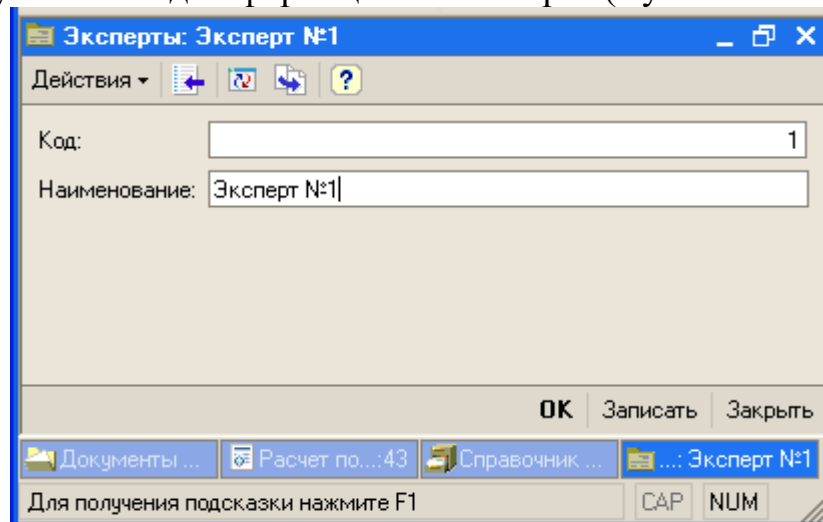 Эксперты: Эксперт №1
Действия
Код: 1
Наименование: Эксперт №1
OK Записать Закрыть
Документы ... Расчет по...:43 Справочник ... ...: Эксперт №1
Для получения подсказки нажмите F1 CAP NUM